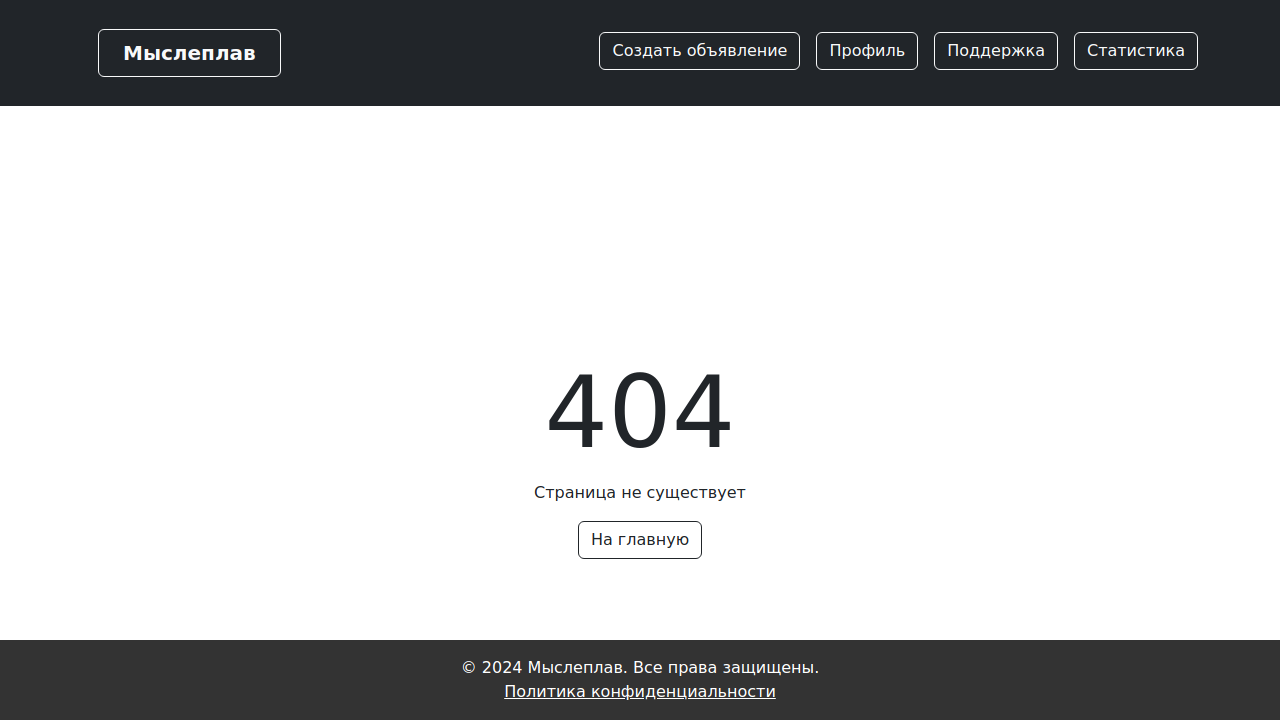 Мыслеплав
Создать объявление
Профиль
Поддержка
Статистика
404
Страница не существует
На главную
© 2024 Мыслеплав. Все права защищены.
Политика конфиденциальности